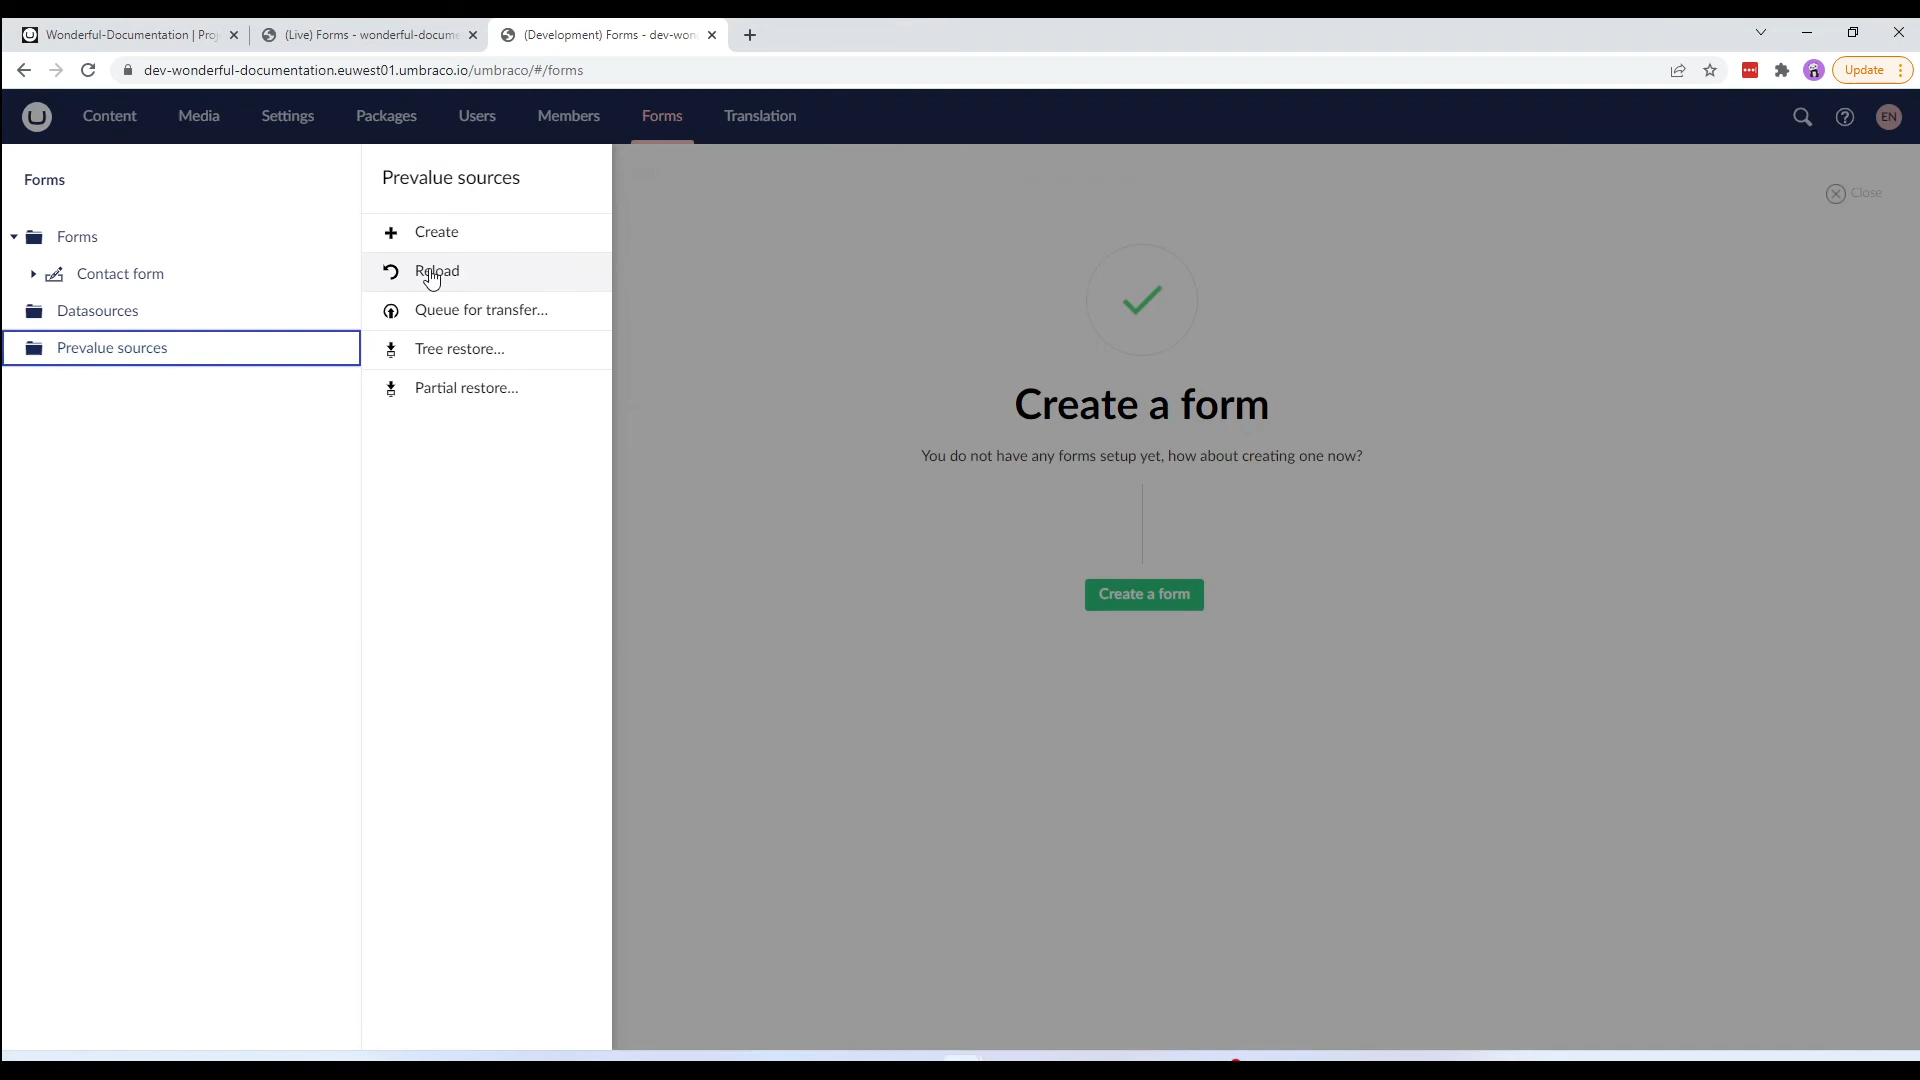 Wonderful-Documentation | Proj
(Live) Forms - wonderful-docume
(Development) Forms - dev-won
dev-wonderful-documentation.euwest01.umbraco.io/umbraco/#/forms
Update
Content
Media
Settings
Packages
Users
Members
Forms
Translation
EN
Forms
Forms
Contact form
Datasources
Prevalue sources
Prevalue sources
Create
Reload
Queue for transfer...
Tree restore...
Partial restore...
Close
Create a form
You do not have any forms setup yet, how about creating one now?
Create a form